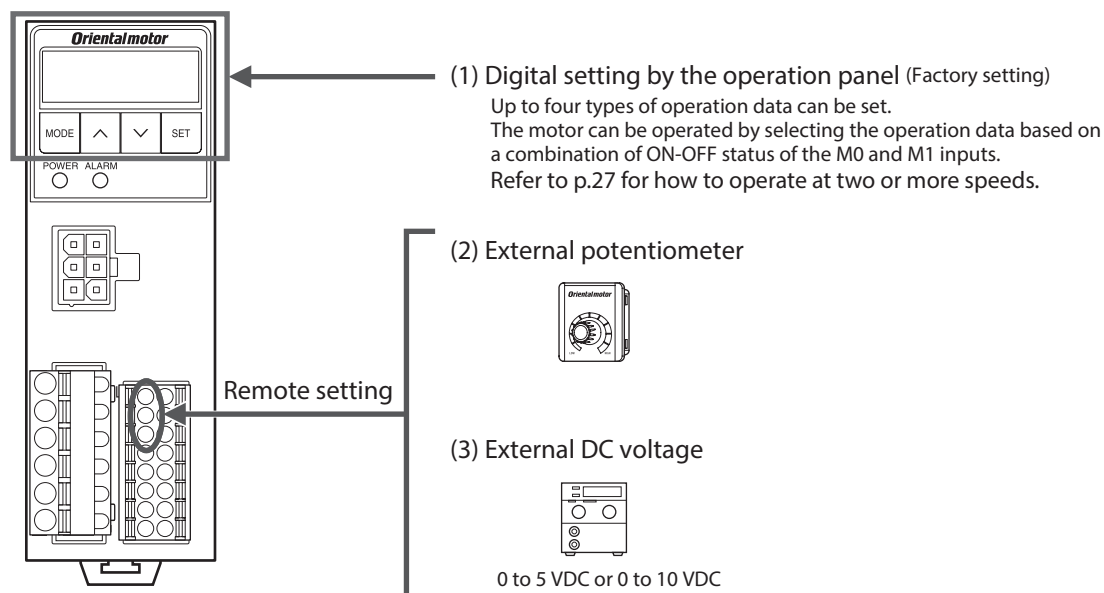 Orientalmotor
MODE SET
POWER ALARM
(1) Digital setting by the operation panel (Factory setting)
Up to four types of operation data can be set.
The motor can be operated by selecting the operation data based on
a combination of ON-OFF status of the M0 and M1 inputs.
Refer to p.27 for how to operate at two or more speeds.
(2) External potentiometer
Orientalmotor
Remote setting
(3) External DC voltage
0 to 5 VDC or 0 to 10 VDC